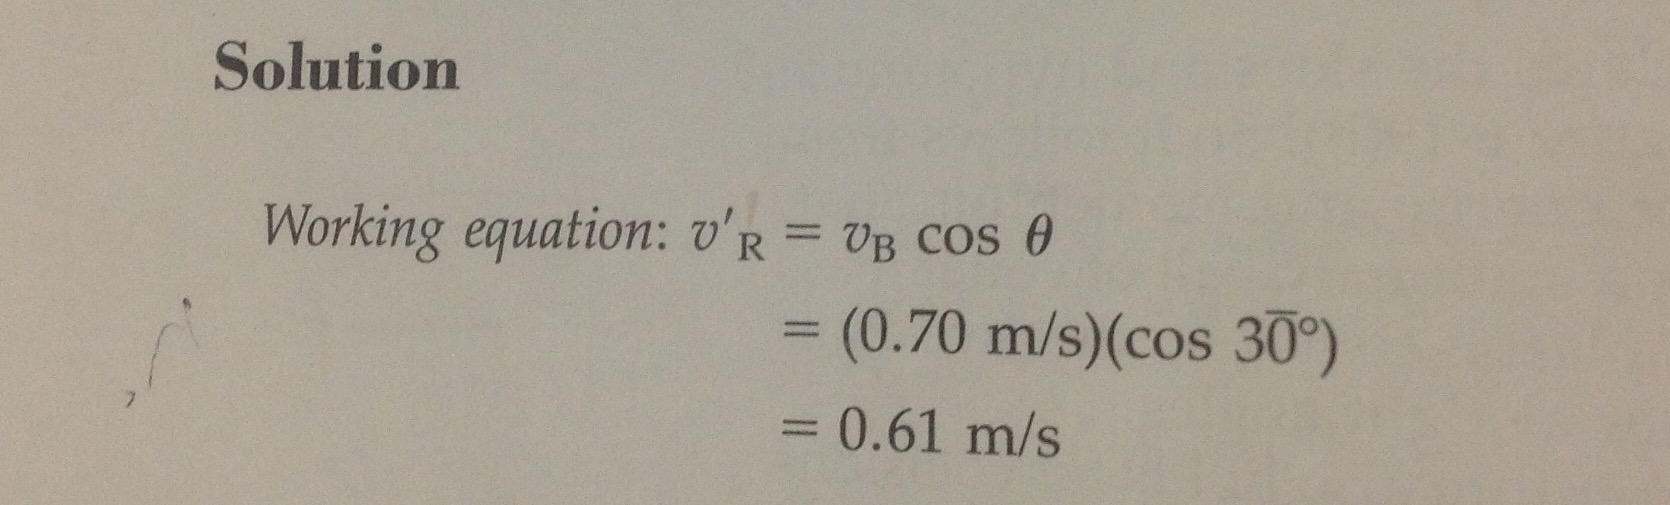 Solution
Working equation: v'R = vB cos θ
= (0.70 m/s)(cos 30̅°)
= 0.61 m/s